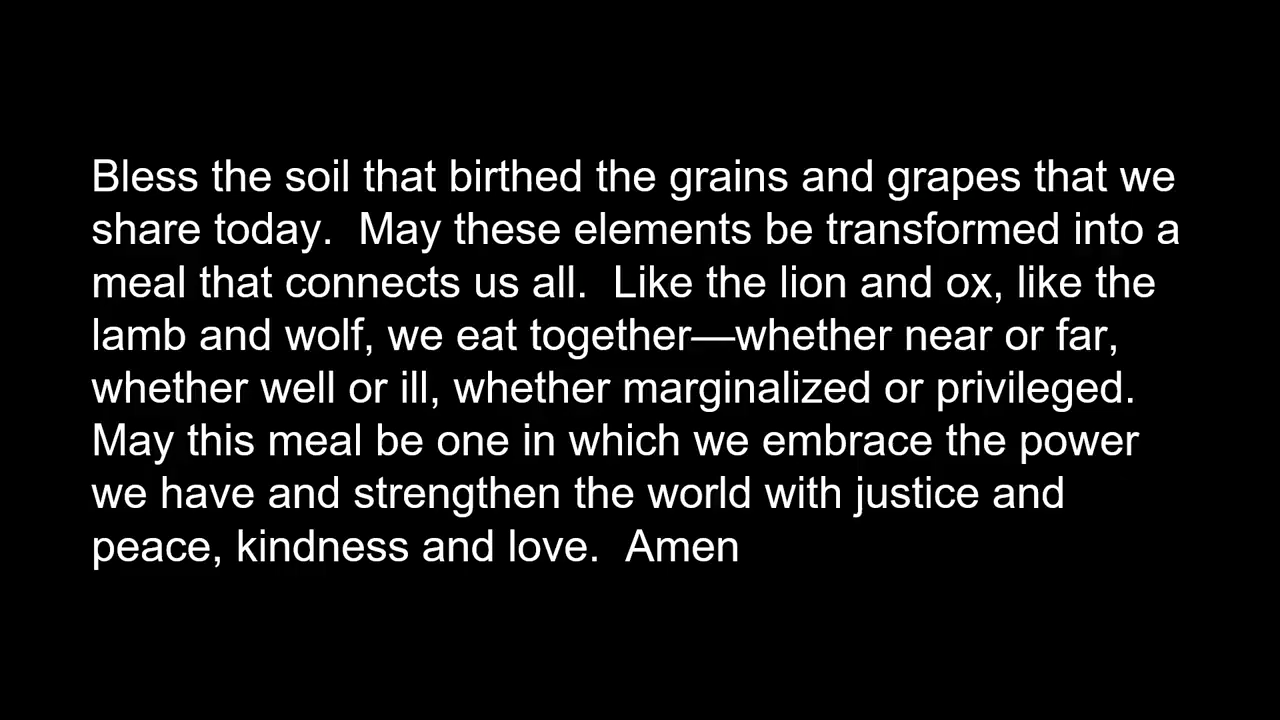 Bless the soil that birthed the grains and grapes that we
share today.  May these elements be transformed into a
meal that connects us all.  Like the lion and ox, like the
lamb and wolf, we eat together—whether near or far,
whether well or ill, whether marginalized or privileged.
May this meal be one in which we embrace the power
we have and strengthen the world with justice and
peace, kindness and love.  Amen